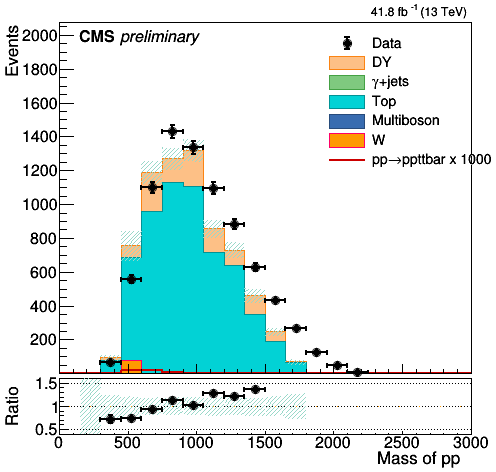 41.8 fb⁻¹ (13 TeV)
CMS preliminary
Events
2000
1800
1600
1400
1200
1000
800
600
400
200
Data
DY
γ+jets
Top
Multiboson
W
pp→ppttbar x 1000
Ratio
1.5
1
0.5
0 500 1000 1500 2000 2500 3000
Mass of pp